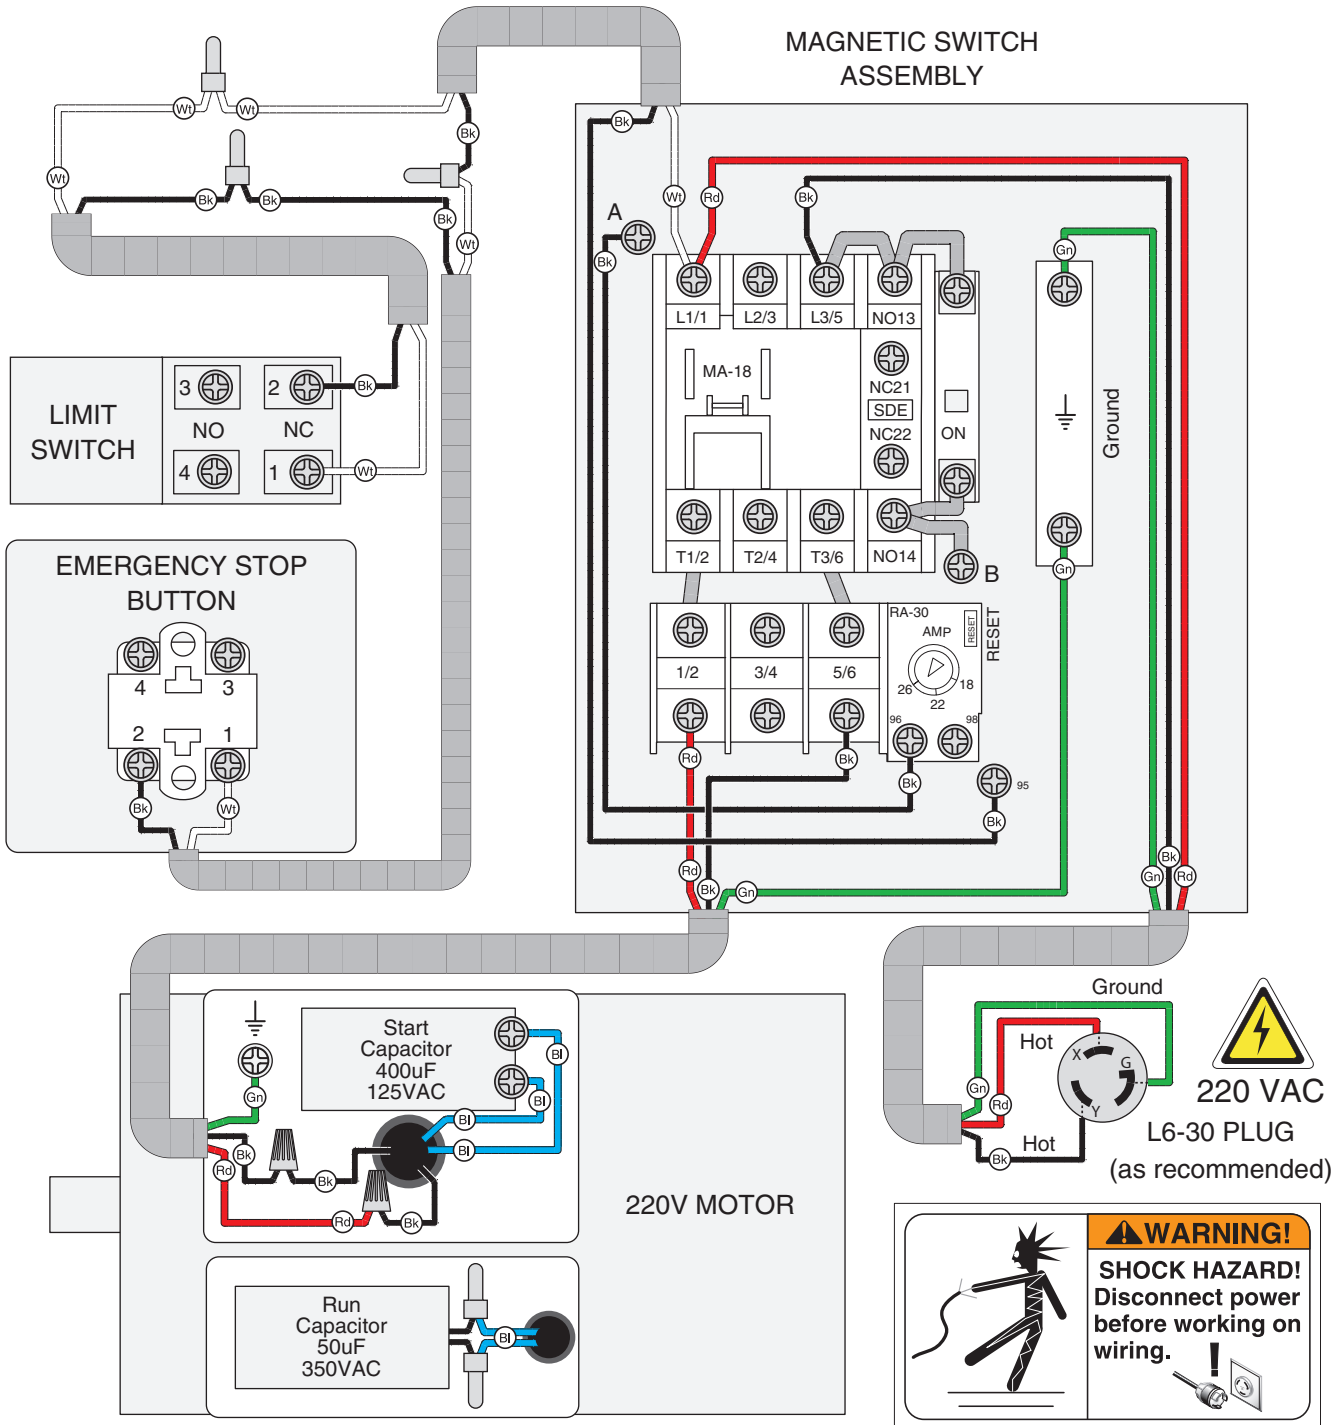 MAGNETIC SWITCH
ASSEMBLY
Wt
Wt
Bk
Bk
Wt
Bk
Bk
Bk
Wt
Wt
Rd
Bk
A
Bk
Gn
L1/1
L2/3
L3/5
NO13
MA-18
NC21
SDE
NC22
ON
Ground
T1/2
T2/4
T3/6
NO14
B
Gn
LIMIT
SWITCH
3
2
NO
NC
4
1
Bk
Wt
EMERGENCY STOP
BUTTON
4
3
2
1
Bk
Wt
RA-30
AMP
RESET
RESET
26
18
22
1/2
3/4
5/6
96
98
95
Rd
Bk
Bk
Bk
Rd
Bk
Gn
Bk
Gn
Rd
Start
Capacitor
400uF
125VAC
Bl
Bl
Bl
Bl
Gn
Bk
Rd
Bk
Rd
Bk
220V MOTOR
Run
Capacitor
50uF
350VAC
Bl
Ground
Hot
X
G
Y
Gn
Rd
Hot
Bk
220 VAC
L6-30 PLUG
(as recommended)
WARNING!
SHOCK HAZARD!
Disconnect power
before working on
wiring.